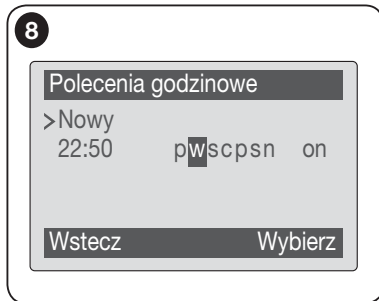 8
Polecenia godzinowe
>Nowy
22:50 pwscpsn on
Wstecz Wybierz